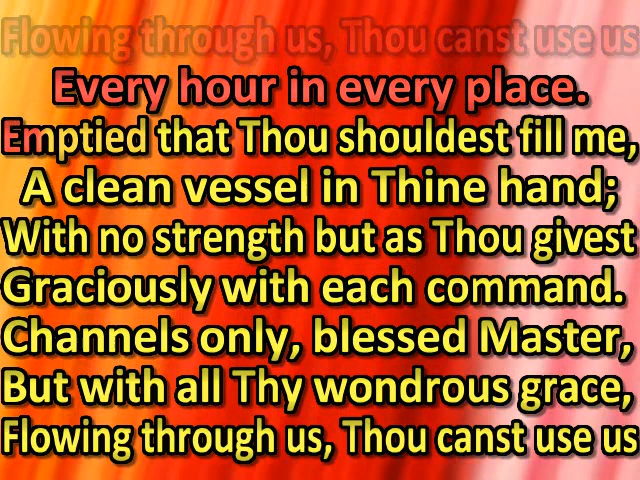 Flowing through us, Thou canst use us
Every hour in every place.
Emptied that Thou shouldest fill me,
A clean vessel in Thine hand;
With no strength but as Thou givest
Graciously with each command.
Channels only, blessed Master,
But with all Thy wondrous grace,
Flowing through us, Thou canst use us